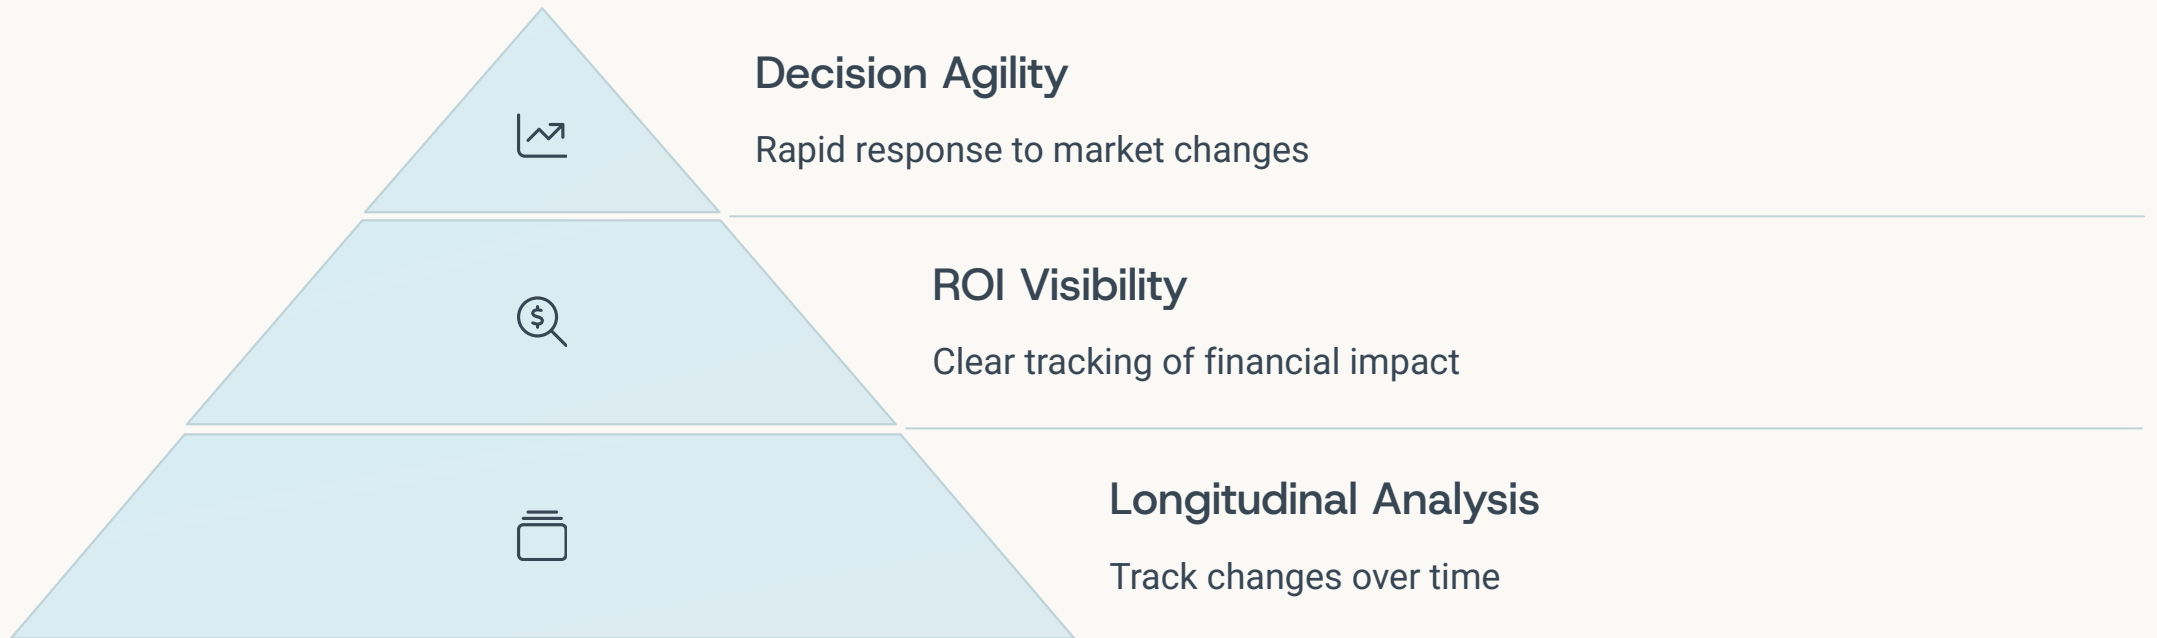 Decision Agility
Rapid response to market changes
ROI Visibility
Clear tracking of financial impact
Longitudinal Analysis
Track changes over time